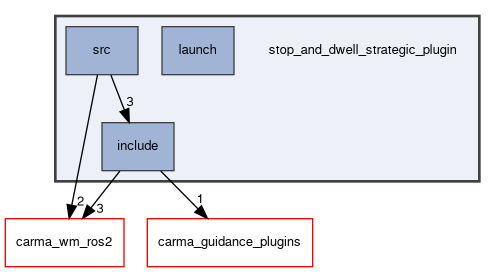 src
launch
stop_and_dwell_strategic_plugin
3
include
2
3
1
carma_wm_ros2
carma_guidance_plugins